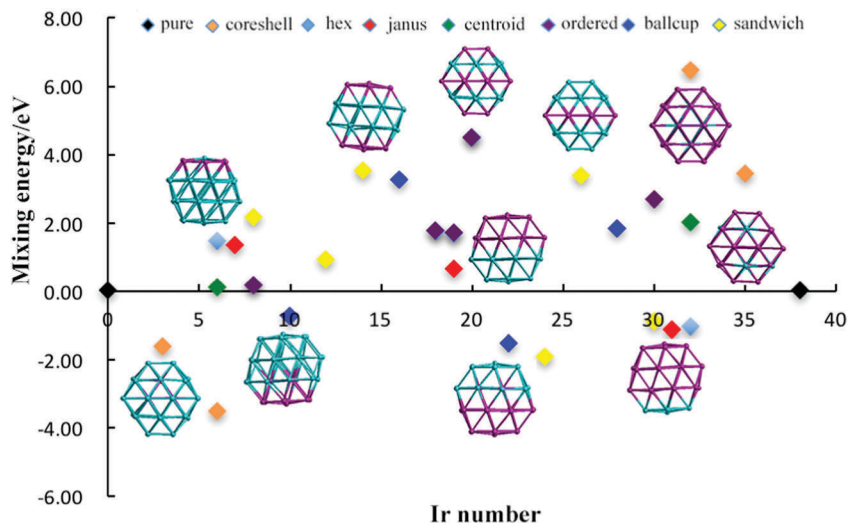 8.00
pure coreshell hex janus centroid ordered ballcup sandwich
6.00
4.00
2.00
0.00
0 5 10 15 20 25 30 35 40
-2.00
-4.00
-6.00
Mixing energy/eV
Ir number